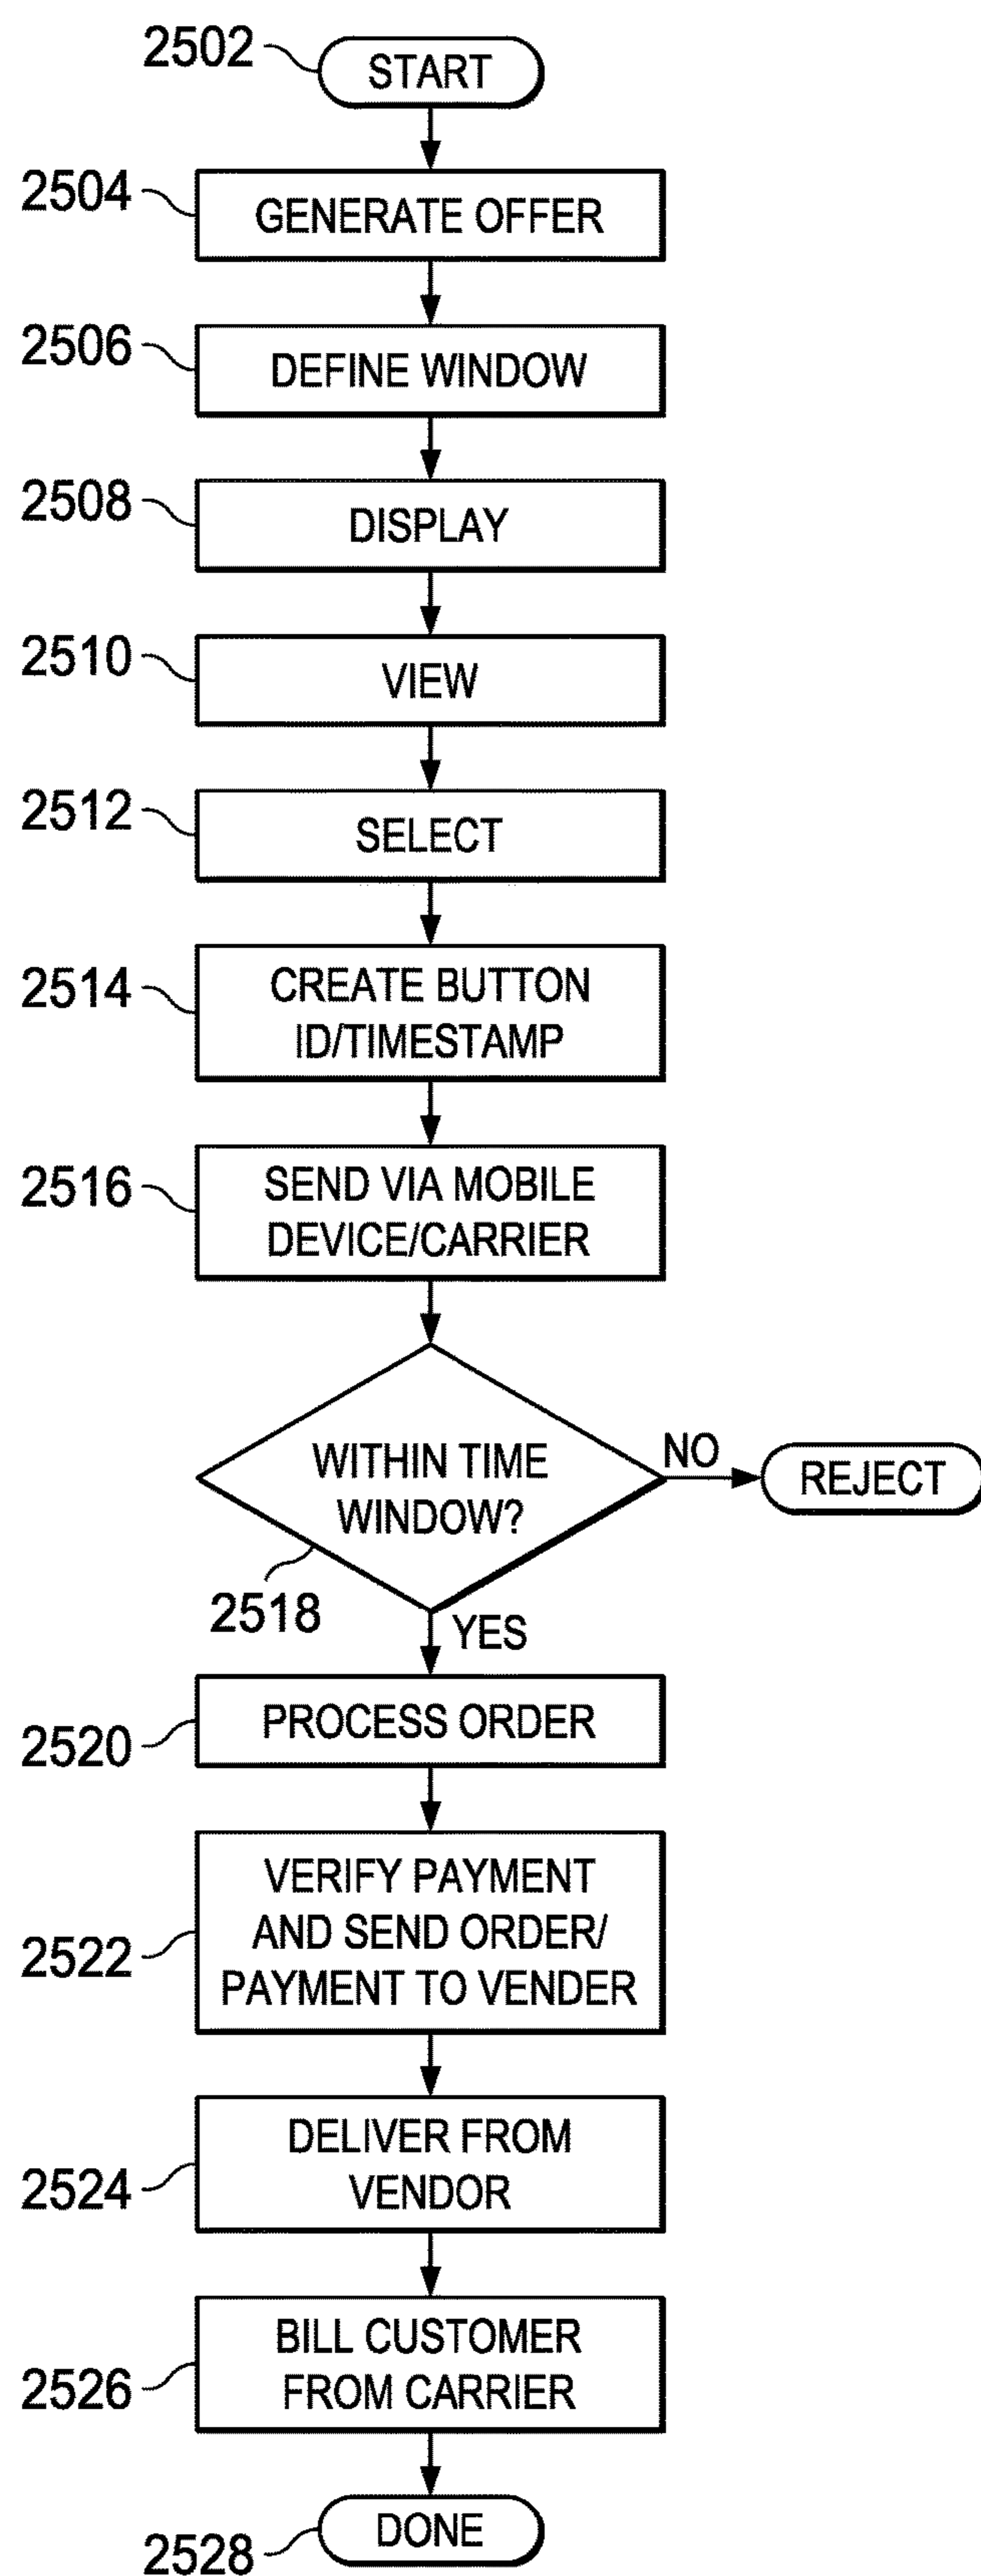 2502
START
2504
GENERATE OFFER
2506
DEFINE WINDOW
2508
DISPLAY
2510
VIEW
2512
SELECT
2514
CREATE BUTTON
ID/TIMESTAMP
2516
SEND VIA MOBILE
DEVICE/CARRIER
WITHIN TIME
WINDOW?
NO
REJECT
2518
YES
2520
PROCESS ORDER
2522
VERIFY PAYMENT
AND SEND ORDER/
PAYMENT TO VENDER
2524
DELIVER FROM
VENDOR
2526
BILL CUSTOMER
FROM CARRIER
2528
DONE